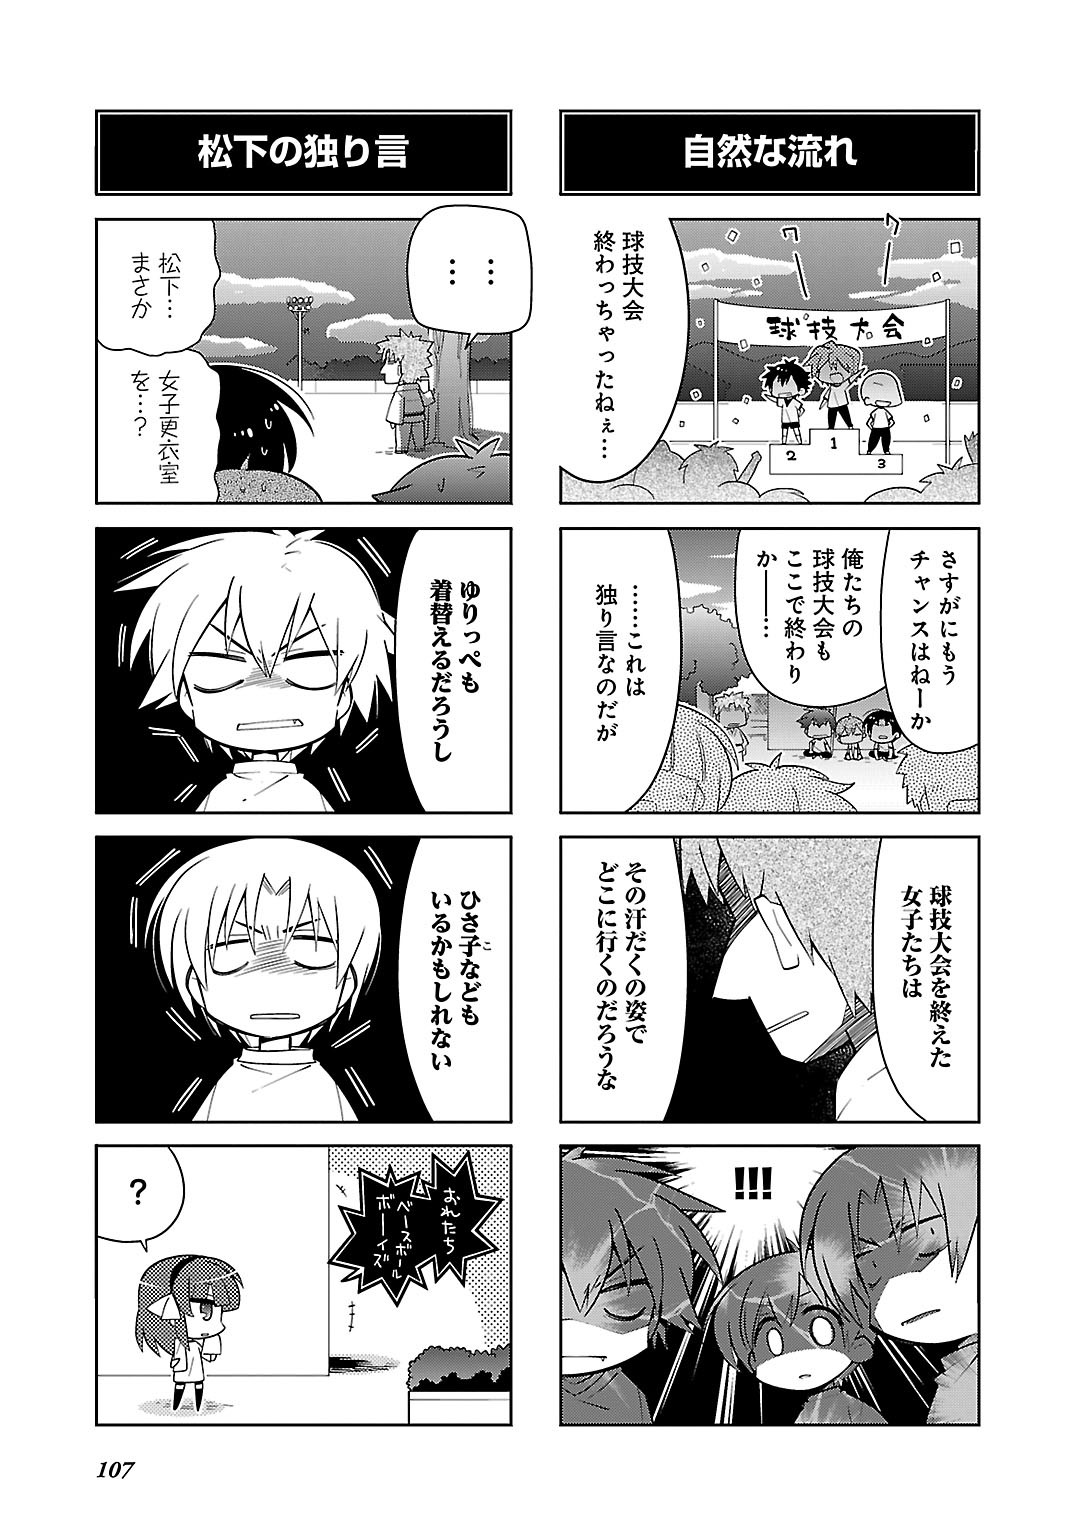 自然な流れ
ワー
ワー
球技大会
2
1
3
球技大会
終わっちゃったねぇ…
さすがにもう
チャンスはねーか
俺たちの
球技大会も
ここで終わり
か———…
……これは
独り言なのだが
球技大会を終えた
女子たちは
その汗だくの姿で
どこに行くのだろうな
!!!
松下の独り言
……
松下…
まさか
女子更衣室
を…?
ゆりっぺも
着替えるだろうし
ひさ子(こ)なども
いるかもしれない
おれたち
ベースボール
ボーイズ
?
107